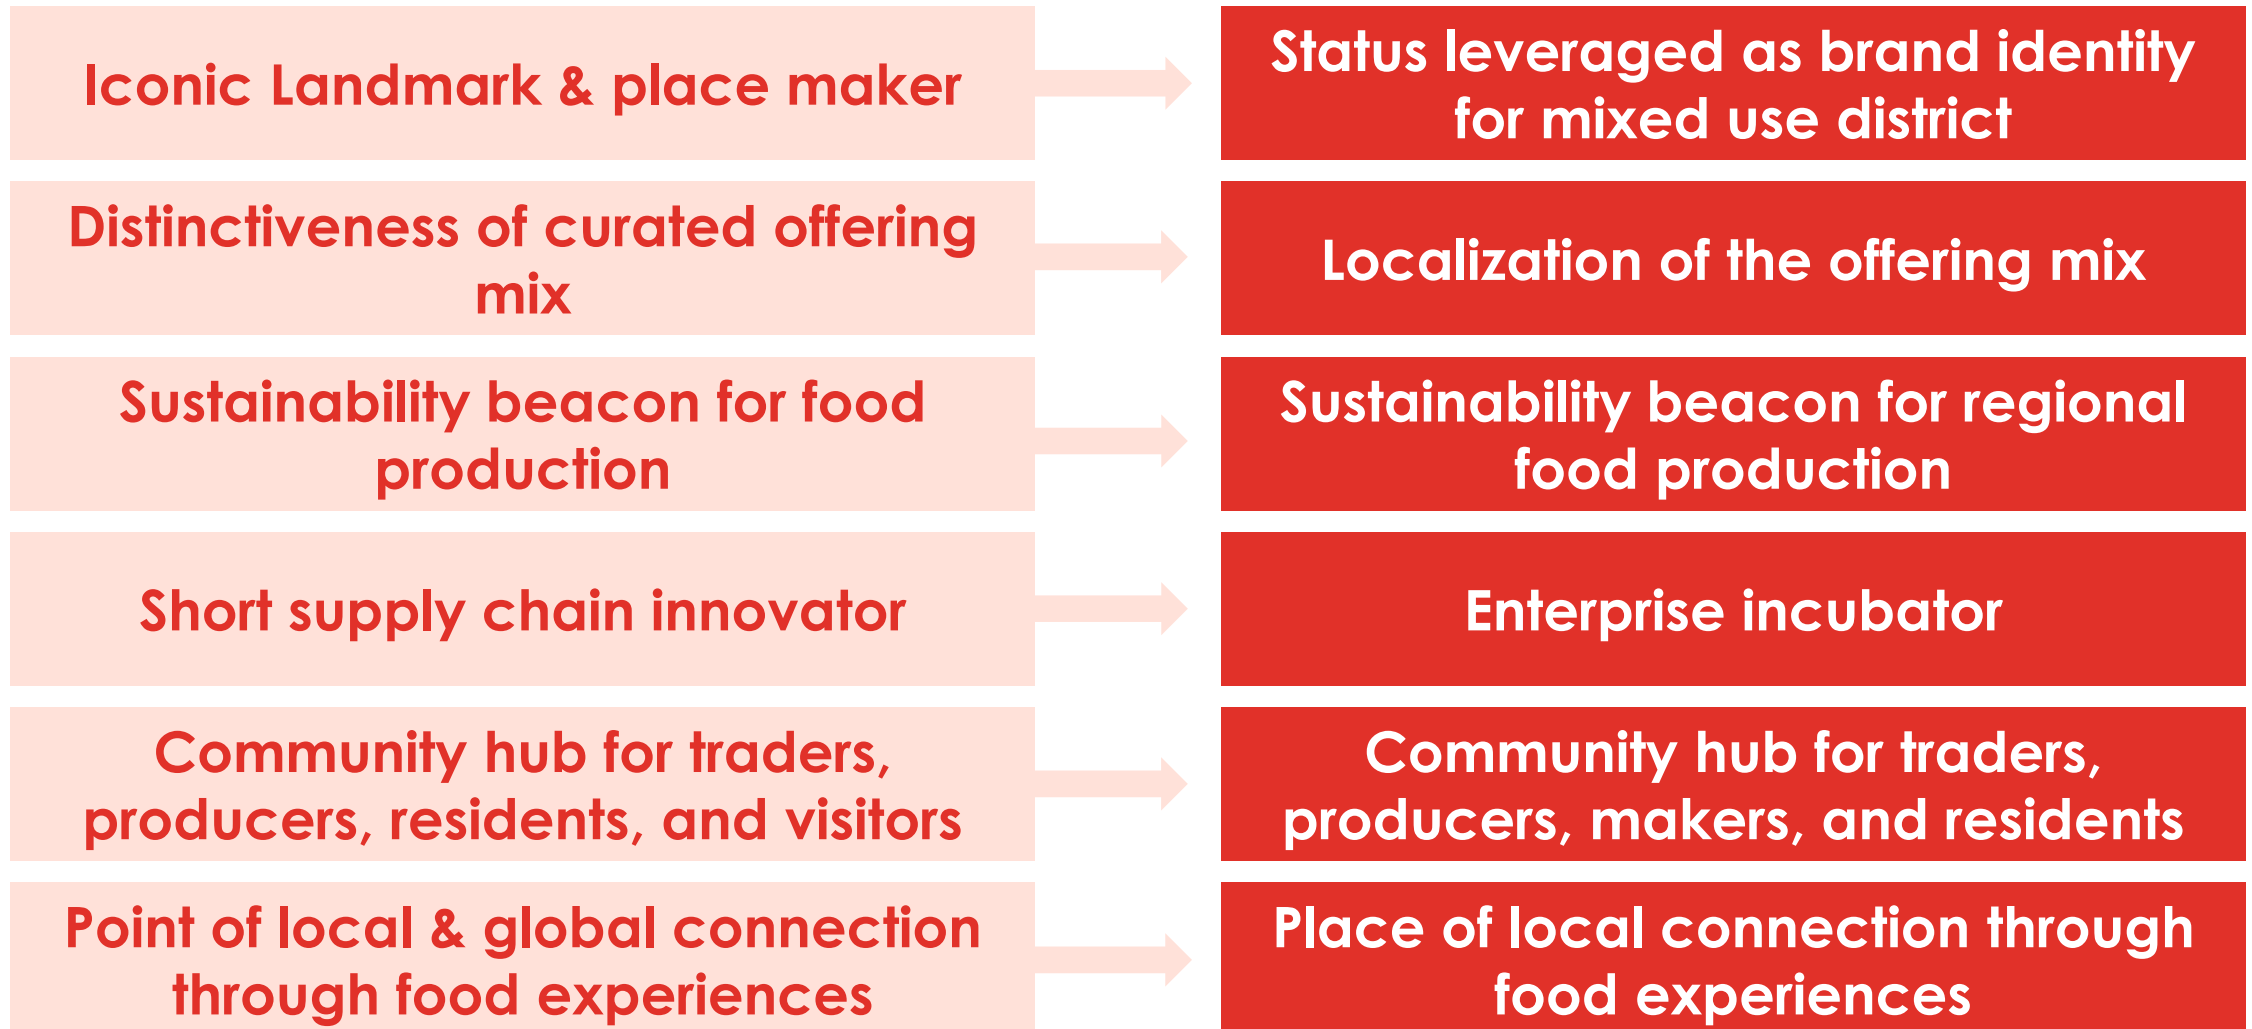 Iconic Landmark & place maker
Status leveraged as brand identity
for mixed use district
Distinctiveness of curated offering
mix
Localization of the offering mix
Sustainability beacon for food
production
Sustainability beacon for regional
food production
Short supply chain innovator
Enterprise incubator
Community hub for traders,
producers, residents, and visitors
Community hub for traders,
producers, makers, and residents
Point of local & global connection
through food experiences
Place of local connection through
food experiences